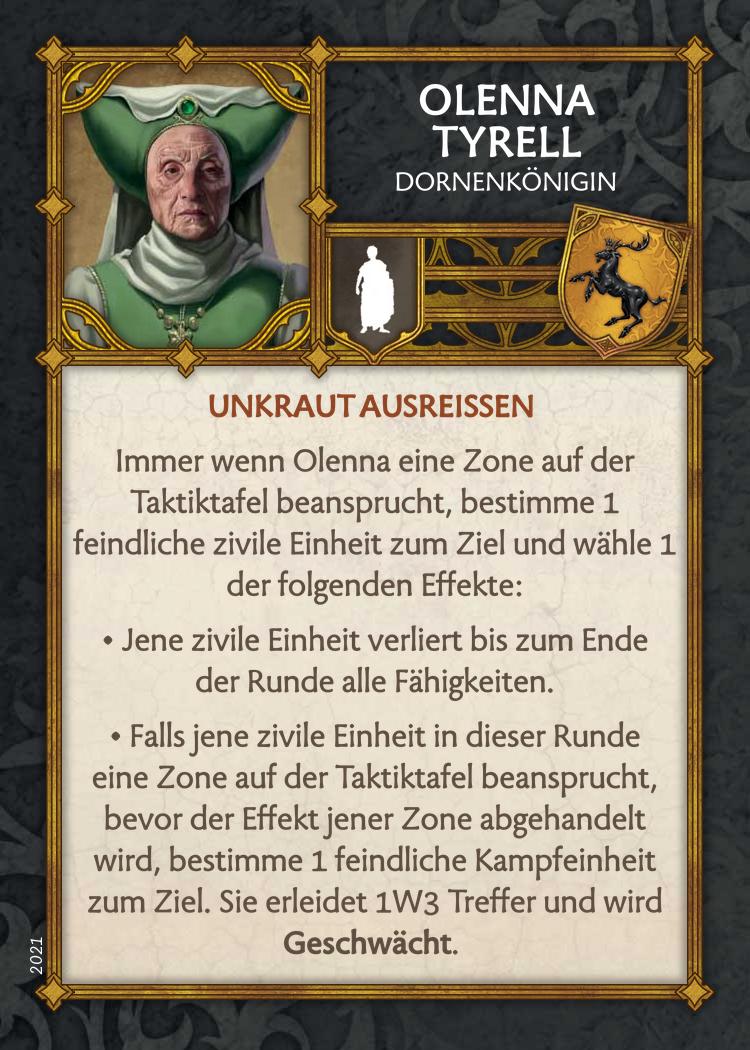 OLENNA
TYRELL
DORNENKÖNIGIN
UNKRAUT AUSREISSEN
Immer wenn Olenna eine Zone auf der
Taktiktafel beansprucht, bestimme 1
feindliche zivile Einheit zum Ziel und wähle 1
der folgenden Effekte:
• Jene zivile Einheit verliert bis zum Ende
der Runde alle Fähigkeiten.
• Falls jene zivile Einheit in dieser Runde
eine Zone auf der Taktiktafel beansprucht,
bevor der Effekt jener Zone abgehandelt
wird, bestimme 1 feindliche Kampfeinheit
zum Ziel. Sie erleidet 1W3 Treffer und wird
Geschwächt.
2021